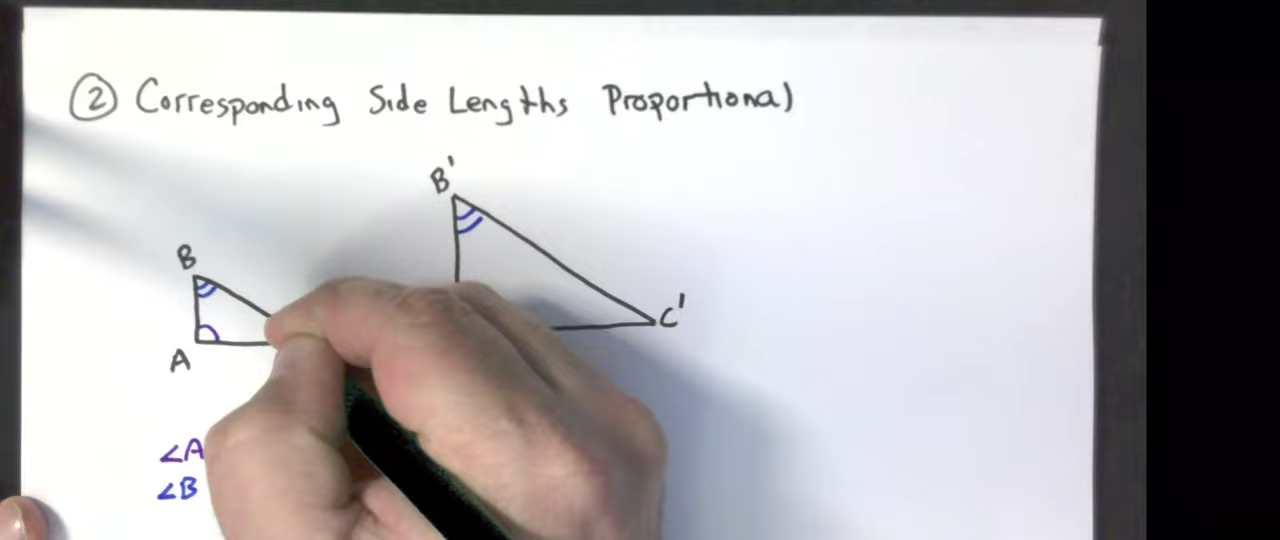 ② Corresponding Side Lengths Proportional
B'
B
C'
A
∠A
∠B